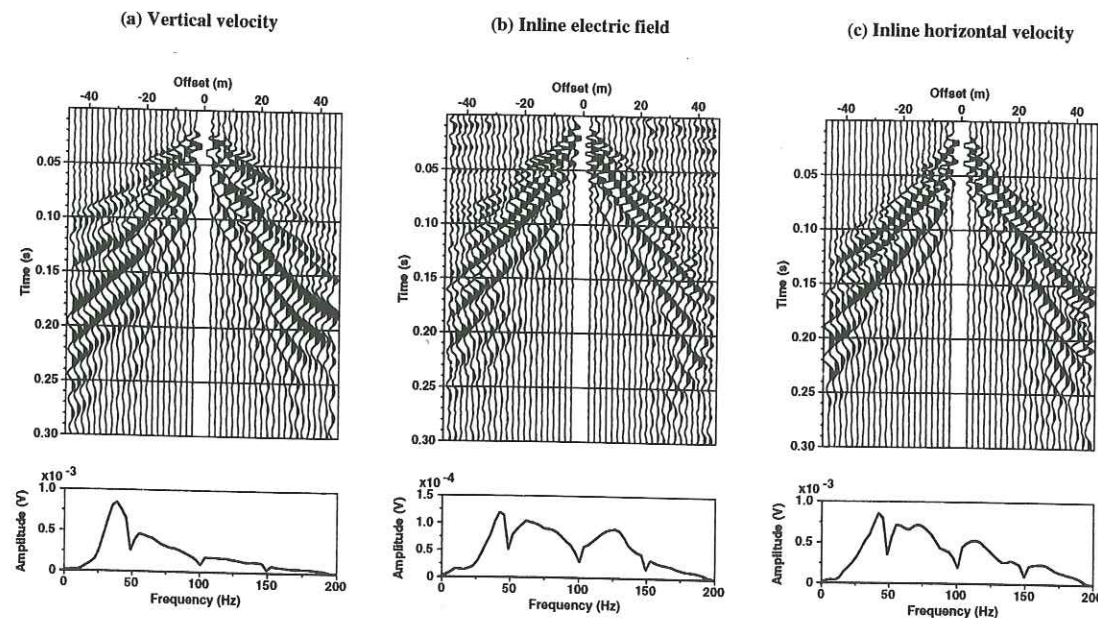 (a) Vertical velocity
Offset (m)
-40 -20 0 20 40
Time (s)
0.05
0.10
0.15
0.20
0.25
0.30
x10 -3
Amplitude (V)
1.0
0.5
0
0 50 100 150 200
Frequency (Hz)
(b) Inline electric field
Offset (m)
-40 -20 0 20 40
Time (s)
0.05
0.10
0.15
0.20
0.25
0.30
x10 -4
Amplitude (V)
1.5
1.0
0.5
0
0 50 100 150 200
Frequency (Hz)
(c) Inline horizontal velocity
Offset (m)
-40 -20 0 20 40
Time (s)
0.05
0.10
0.15
0.20
0.25
0.30
x10 -3
Amplitude (V)
1.0
0.5
0
0 50 100 150 200
Frequency (Hz)